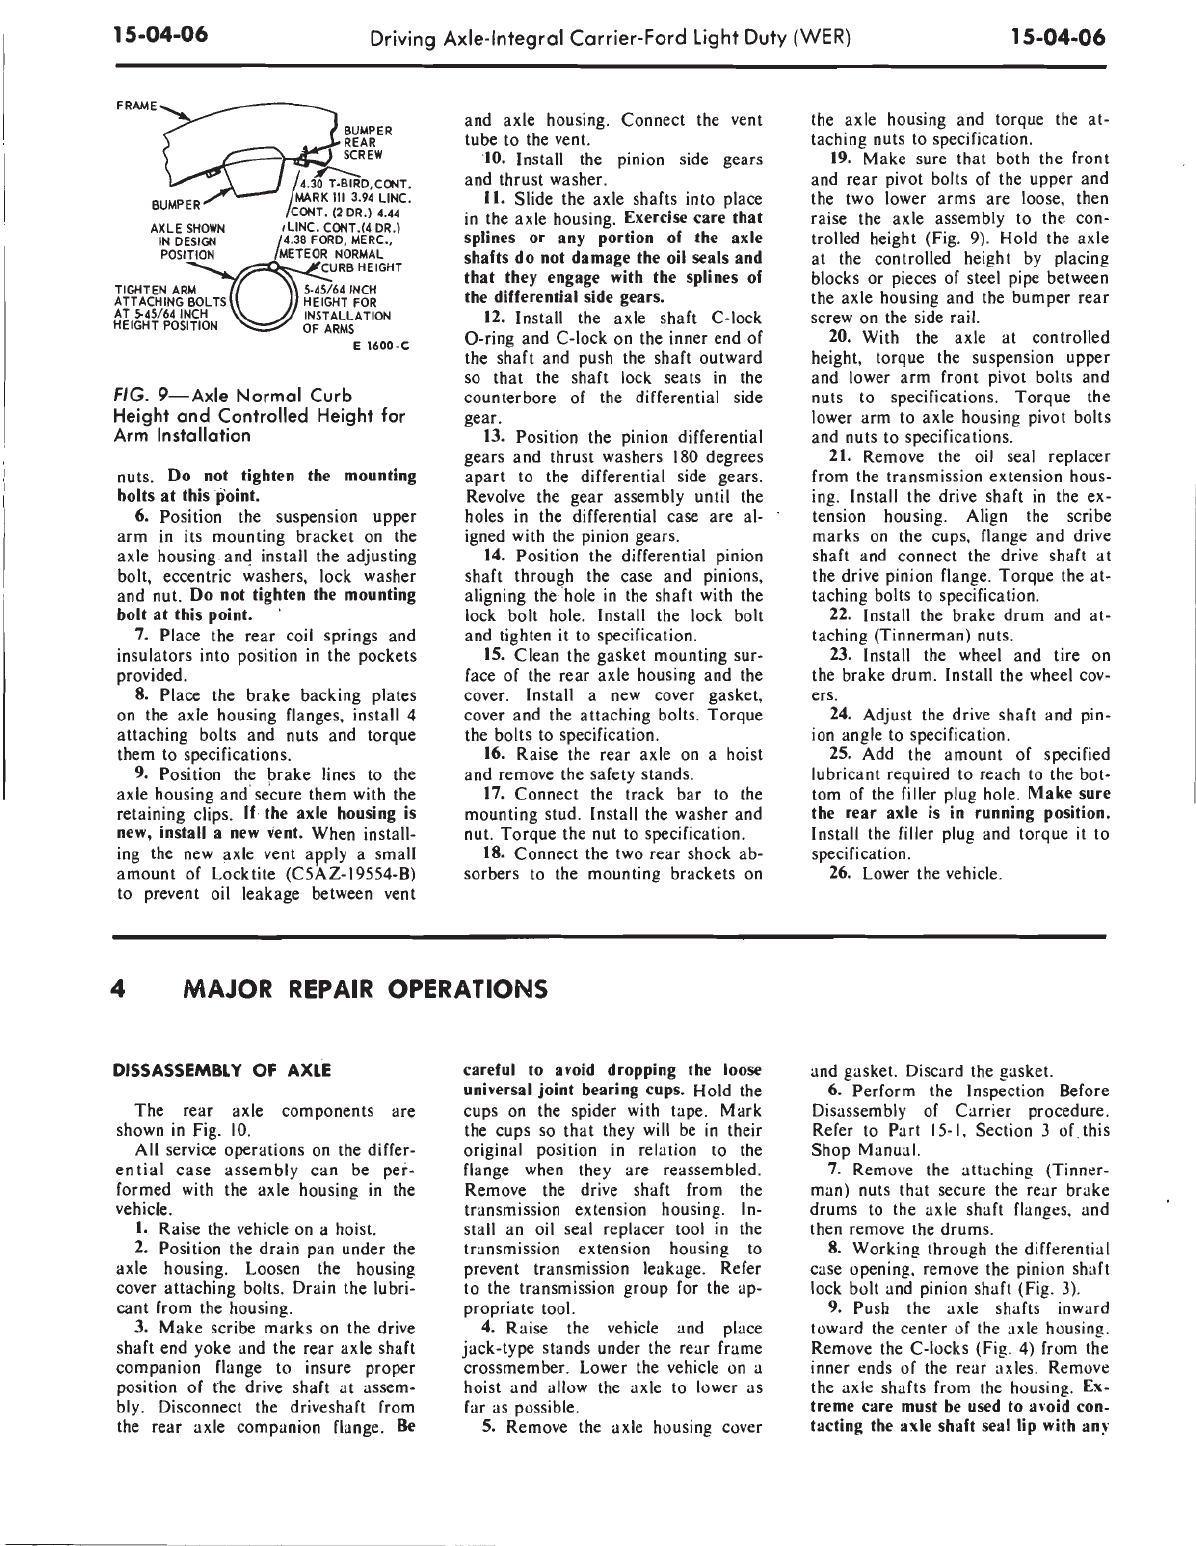 15-04-06
Driving Axle-Integral Carrier-Ford Light Duty (WER)
15-04-06
FRAME
BUMPER
REAR
SCREW
BUMPER
4.30 T-BIRD,CONT.
MARK III 3.94 LINC.
CONT. (2 DR.) 4.44
LINC. CONT.(4 DR.)
4.38 FORD, MERC.,
METEOR NORMAL
CURB HEIGHT
AXLE SHOWN
IN DESIGN
POSITION
TIGHTEN ARM
ATTACHING BOLTS
AT 5-45/64 INCH
HEIGHT POSITION
5-45/64 INCH
HEIGHT FOR
INSTALLATION
OF ARMS
E 1600-C
FIG. 9—Axle Normal Curb
Height and Controlled Height for
Arm Installation
nuts. Do not tighten the mounting
bolts at this point.
6. Position the suspension upper
arm in its mounting bracket on the
axle housing and install the adjusting
bolt, eccentric washers, lock washer
and nut. Do not tighten the mounting
bolt at this point.
7. Place the rear coil springs and
insulators into position in the pockets
provided.
8. Place the brake backing plates
on the axle housing flanges, install 4
attaching bolts and nuts and torque
them to specifications.
9. Position the brake lines to the
axle housing and secure them with the
retaining clips. If the axle housing is
new, install a new vent. When install-
ing the new axle vent apply a small
amount of Locktite (C5AZ-19554-B)
to prevent oil leakage between vent
and axle housing. Connect the vent
tube to the vent.
10. Install the pinion side gears
and thrust washer.
11. Slide the axle shafts into place
in the axle housing. Exercise care that
splines or any portion of the axle
shafts do not damage the oil seals and
that they engage with the splines of
the differential side gears.
12. Install the axle shaft C-lock
O-ring and C-lock on the inner end of
the shaft and push the shaft outward
so that the shaft lock seats in the
counterbore of the differential side
gear.
13. Position the pinion differential
gears and thrust washers 180 degrees
apart to the differential side gears.
Revolve the gear assembly until the
holes in the differential case are al-
igned with the pinion gears.
14. Position the differential pinion
shaft through the case and pinions,
aligning the hole in the shaft with the
lock bolt hole. Install the lock bolt
and tighten it to specification.
15. Clean the gasket mounting sur-
face of the rear axle housing and the
cover. Install a new cover gasket,
cover and the attaching bolts. Torque
the bolts to specification.
16. Raise the rear axle on a hoist
and remove the safety stands.
17. Connect the track bar to the
mounting stud. Install the washer and
nut. Torque the nut to specification.
18. Connect the two rear shock ab-
sorbers to the mounting brackets on
the axle housing and torque the at-
taching nuts to specification.
19. Make sure that both the front
and rear pivot bolts of the upper and
the two lower arms are loose, then
raise the axle assembly to the con-
trolled height (Fig. 9). Hold the axle
at the controlled height by placing
blocks or pieces of steel pipe between
the axle housing and the bumper rear
screw on the side rail.
20. With the axle at controlled
height, torque the suspension upper
and lower arm front pivot bolts and
nuts to specifications. Torque the
lower arm to axle housing pivot bolts
and nuts to specifications.
21. Remove the oil seal replacer
from the transmission extension hous-
ing. Install the drive shaft in the ex-
tension housing. Align the scribe
marks on the cups, flange and drive
shaft and connect the drive shaft at
the drive pinion flange. Torque the at-
taching bolts to specification.
22. Install the brake drum and at-
taching (Tinnerman) nuts.
23. Install the wheel and tire on
the brake drum. Install the wheel cov-
ers.
24. Adjust the drive shaft and pin-
ion angle to specification.
25. Add the amount of specified
lubricant required to reach to the bot-
tom of the filler plug hole. Make sure
the rear axle is in running position.
Install the filler plug and torque it to
specification.
26. Lower the vehicle.
4 MAJOR REPAIR OPERATIONS
DISSASSEMBLY OF AXLE
The rear axle components are
shown in Fig. 10.
All service operations on the differ-
ential case assembly can be per-
formed with the axle housing in the
vehicle.
1. Raise the vehicle on a hoist.
2. Position the drain pan under the
axle housing. Loosen the housing
cover attaching bolts. Drain the lubri-
cant from the housing.
3. Make scribe marks on the drive
shaft end yoke and the rear axle shaft
companion flange to insure proper
position of the drive shaft at assem-
bly. Disconnect the driveshaft from
the rear axle companion flange. Be
careful to avoid dropping the loose
universal joint bearing cups. Hold the
cups on the spider with tape. Mark
the cups so that they will be in their
original position in relation to the
flange when they are reassembled.
Remove the drive shaft from the
transmission extension housing. In-
stall an oil seal replacer tool in the
transmission extension housing to
prevent transmission leakage. Refer
to the transmission group for the ap-
propriate tool.
4. Raise the vehicle and place
jack-type stands under the rear frame
crossmember. Lower the vehicle on a
hoist and allow the axle to lower as
far as possible.
5. Remove the axle housing cover
and gasket. Discard the gasket.
6. Perform the Inspection Before
Disassembly of Carrier procedure.
Refer to Part 15-1, Section 3 of this
Shop Manual.
7. Remove the attaching (Tinner-
man) nuts that secure the rear brake
drums to the axle shaft flanges, and
then remove the drums.
8. Working through the differential
case opening, remove the pinion shaft
lock bolt and pinion shaft (Fig. 3).
9. Push the axle shafts inward
toward the center of the axle housing.
Remove the C-locks (Fig. 4) from the
inner ends of the rear axles. Remove
the axle shafts from the housing. Ex-
treme care must be used to avoid con-
tacting the axle shaft seal lip with any